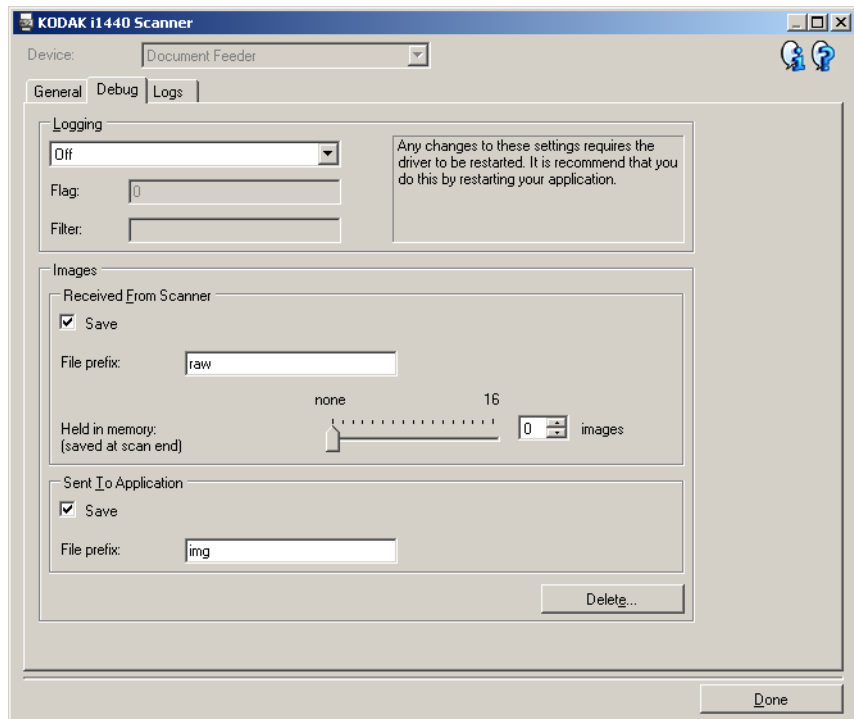 KODAK i1440 Scanner
Device: Document Feeder
General Debug Logs
Logging
Off
Any changes to these settings requires the
driver to be restarted. It is recommend that you
do this by restarting your application.
Flag: 0
Filter:
Images
Received From Scanner
Save
File prefix: raw
none 16
Held in memory: 0 images
(saved at scan end)
Sent To Application
Save
File prefix: img
Delete...
Done